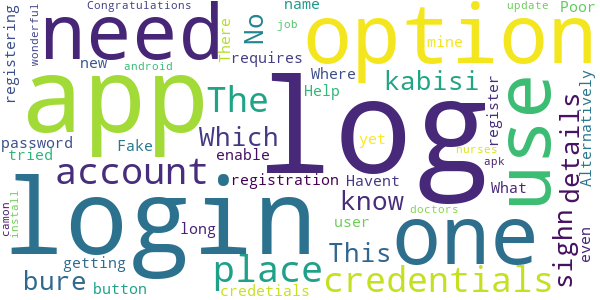 wonderful
Congratulations
update
Poor
registering
need
There
job
No
name
option
mine
new
android
requires
app
The
Where
Help
kabisi
use
register
details
Alternatively
log
password
tried
Fake
Which
enable
yet
nurses
apk
account
registration
Havent
What
sighn
even
camon
install
login
long
know
user
doctors
one
This
getting
place
bure
button
credetials
credentials